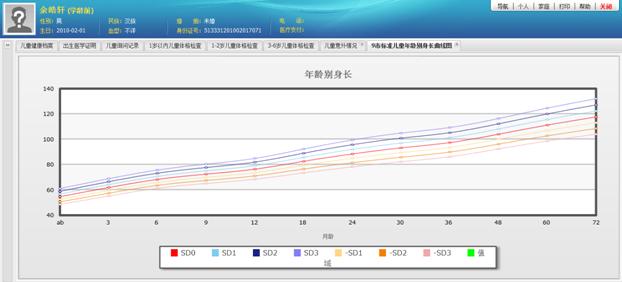 余皓轩 (学龄前)
导航 | 个人 | 家庭 | 打印 | 帮助 | 关闭
性别：男 民族：汉族 婚 姻：未婚 电 话：
生日：2010-02-01 血型：不详 身份证号：513331201002017071 医疗支付：
儿童健康档案 出生医学证明 儿童询问记录 1岁以内儿童体格检查 1-2岁儿童体格检查 3-6岁儿童体格检查 儿童意外情况 9市标准儿童年龄别身长曲线图
年龄别身长
140
120
100
80
60
40
ab 3 6 9 12 18 24 30 36 48 60 72
月龄
SD0 SD1 SD2 SD3 -SD1 -SD2 -SD3 值
域